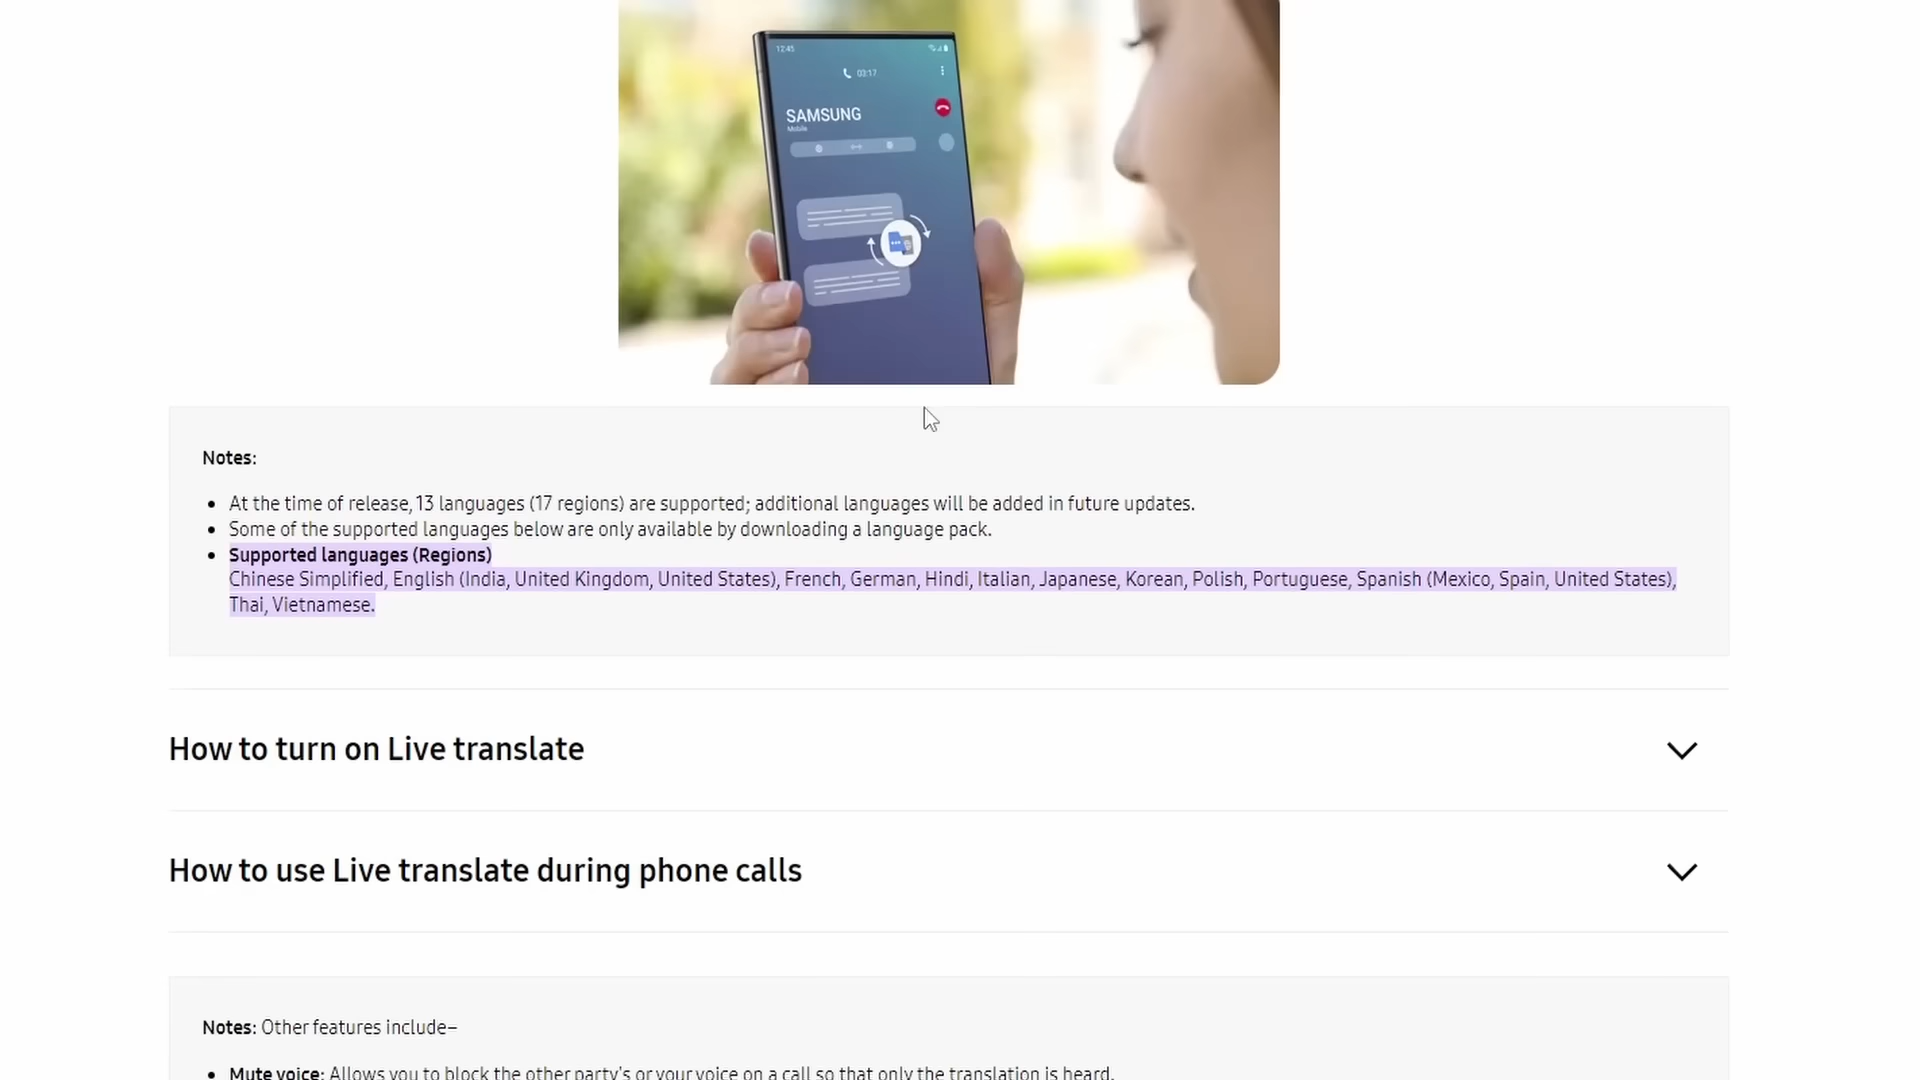 12:45
03:17
SAMSUNG
Mobile
Notes:
At the time of release, 13 languages (17 regions) are supported; additional languages will be added in future updates.
Some of the supported languages below are only available by downloading a language pack.
Supported languages (Regions)
Chinese Simplified, English (India, United Kingdom, United States), French, German, Hindi, Italian, Japanese, Korean, Polish, Portuguese, Spanish (Mexico, Spain, United States),
Thai, Vietnamese.
How to turn on Live translate
How to use Live translate during phone calls
Notes: Other features include–
Mute voice: Allows you to block the other party's or your voice on a call so that only the translation is heard.